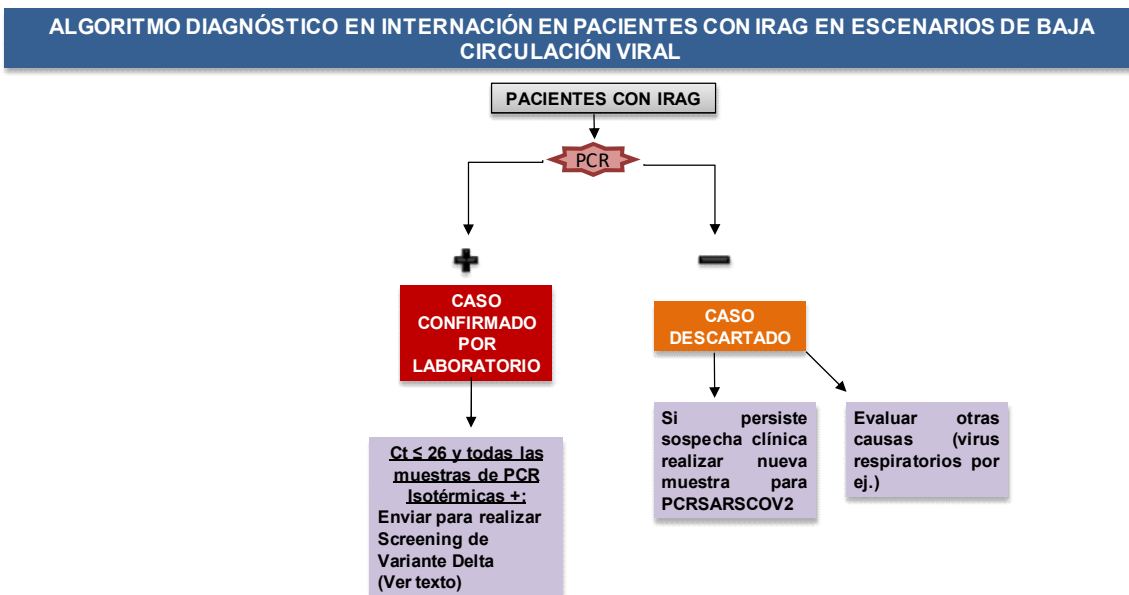 ALGORITMO DIAGNÓSTICO EN INTERNACIÓN EN PACIENTES CON IRAG EN ESCENARIOS DE BAJA
CIRCULACIÓN VIRAL
PACIENTES CON IRAG
PCR
+
−
CASO
CONFIRMADO
POR
LABORATORIO
CASO
DESCARTADO
Ct ≤ 26 y todas las
muestras de PCR
Isotérmicas +:
Enviar para realizar
Screening de
Variante Delta
(Ver texto)
Si persiste
sospecha clínica
realizar nueva
muestra para
PCRSARSCOV2
Evaluar otras
causas (virus
respiratorios por
ej.)